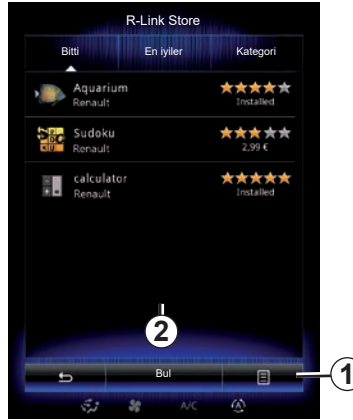 R-Link Store
Bitti En iyiler Kategori
Aquarium
Renault
Installed
Sudoku
Renault
2,99 €
calculator
Renault
Installed
2
Bul
1
A/C
A